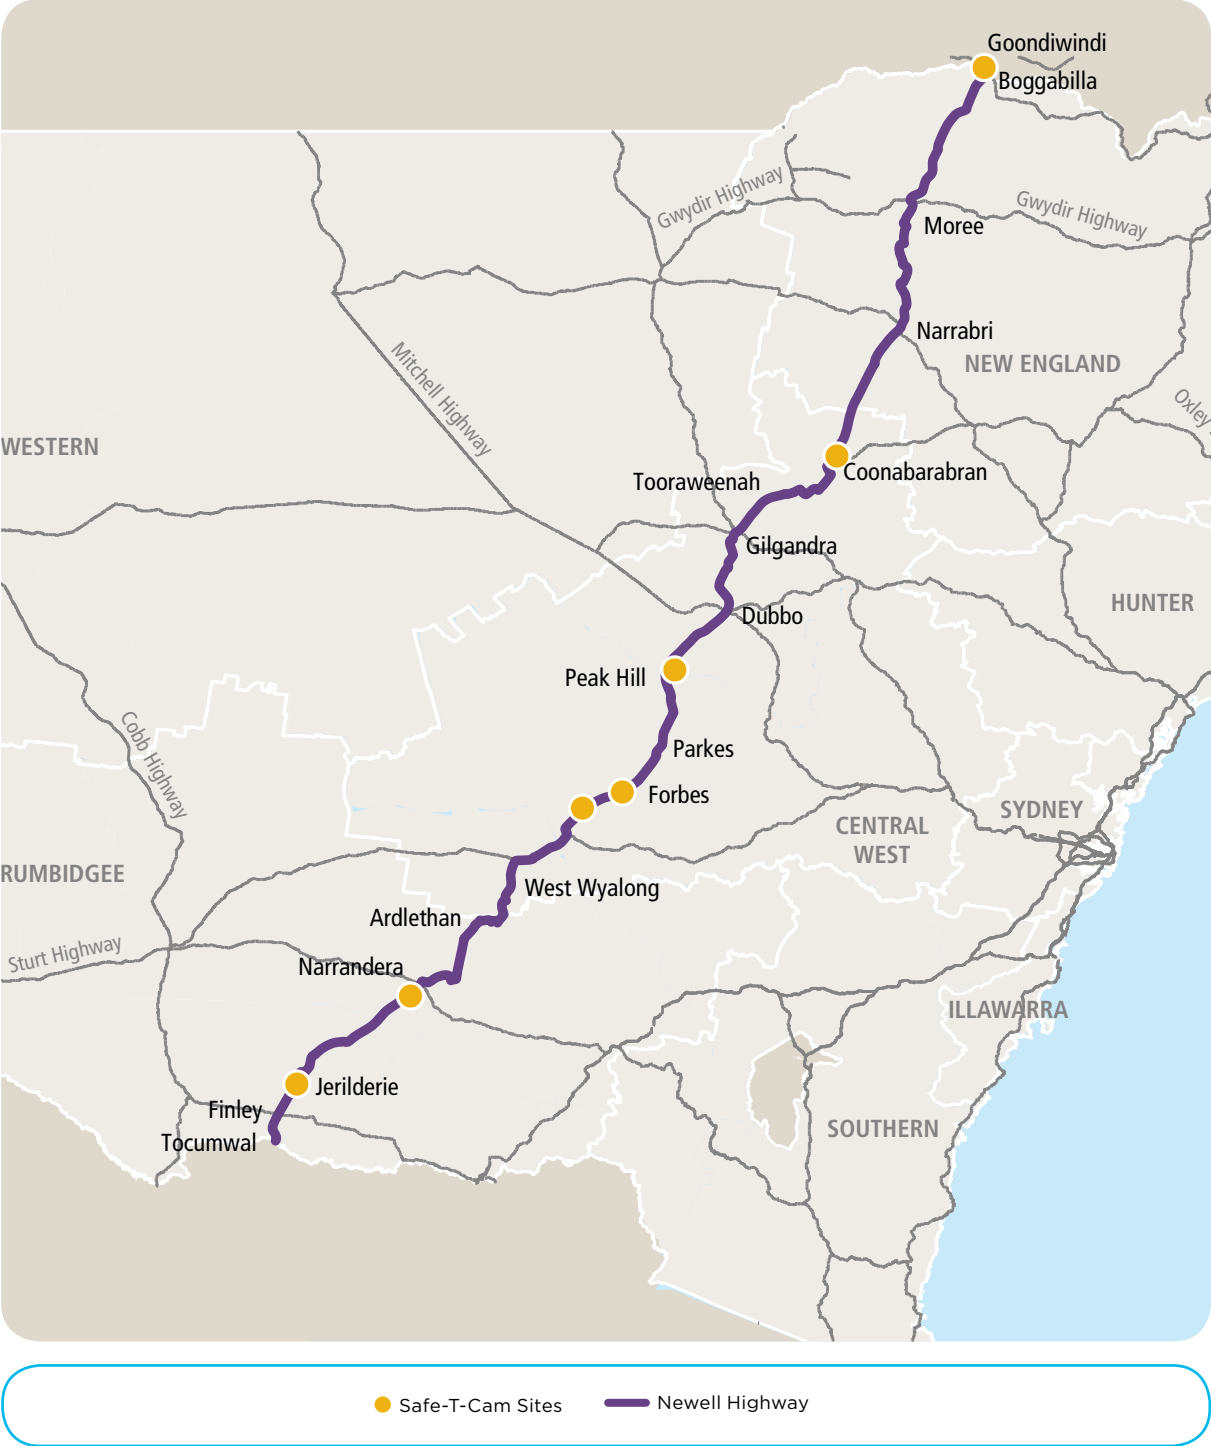 Goondiwindi
Boggabilla
Gwydir Highway
Gwydir Highway
Moree
Narrabri
NEW ENGLAND
Mitchell Highway
Oxley
WESTERN
Coonabarabran
Tooraweenah
Gilgandra
HUNTER
Dubbo
Peak Hill
Cobb Highway
Parkes
Forbes
SYDNEY
CENTRAL
WEST
RUMBIDGEE
West Wyalong
Ardlethan
Sturt Highway
Narrandera
ILLAWARRA
Jerilderie
Finley
SOUTHERN
Tocumwal
Safe-T-Cam Sites
Newell Highway